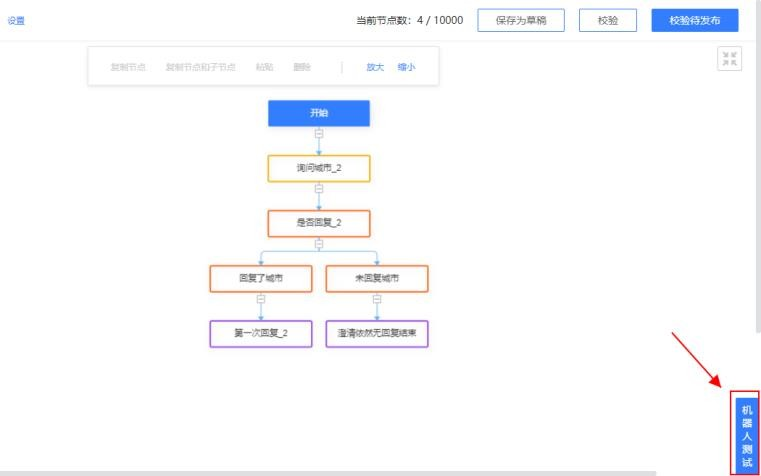 设置
当前节点数：4 / 10000
保存为草稿
校验
校验待发布
复制节点
复制节点和子节点
粘贴
删除
放大
缩小
开始
询问城市_2
是否回复_2
回复了城市
未回复城市
第一次回复_2
澄清依然无回复结束
机器人测试